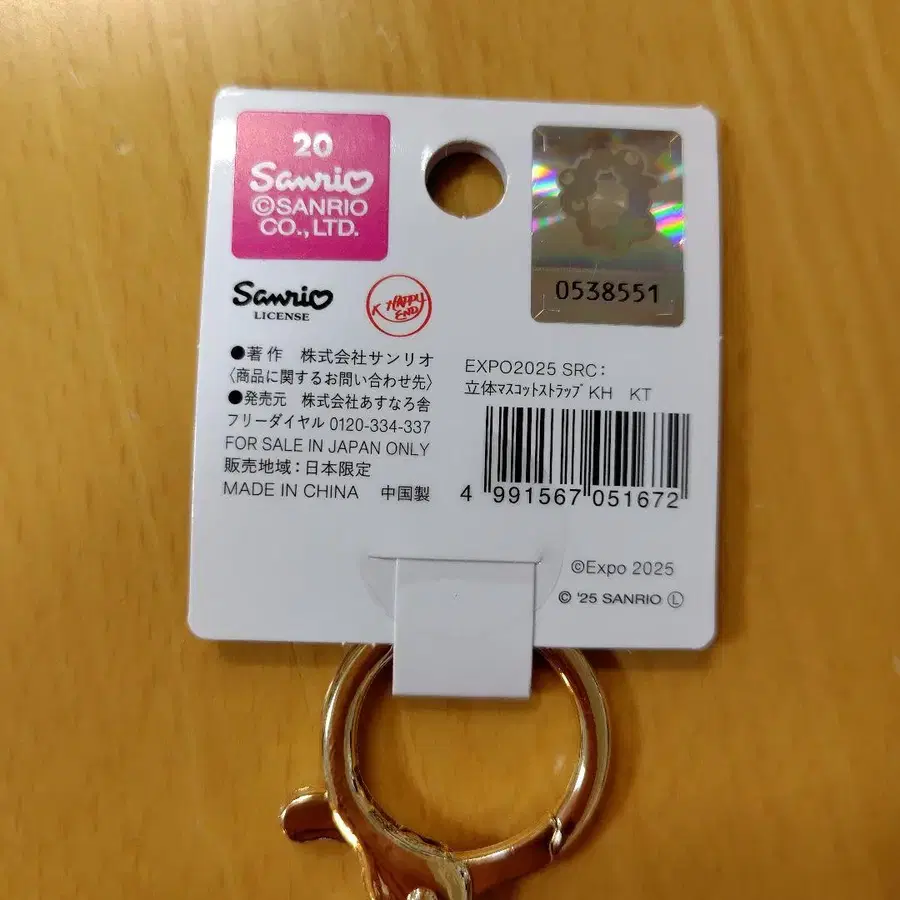 20
Sanrio
©SANRIO
CO.,LTD.
Sanrio
LICENSE
K HAPPY
END
0538551
●著作 株式会社サンリオ
〈商品に関するお問い合わせ先〉
●発売元 株式会社あすなろ舎
フリーダイヤル 0120-334-337
FOR SALE IN JAPAN ONLY
販売地域：日本限定
MADE IN CHINA 中国製
EXPO2025 SRC：
立体ﾏｽｺｯﾄｽﾄﾗｯﾌﾟ KH KT
4 991567 051672
©Expo 2025
© '25 SANRIO Ⓛ